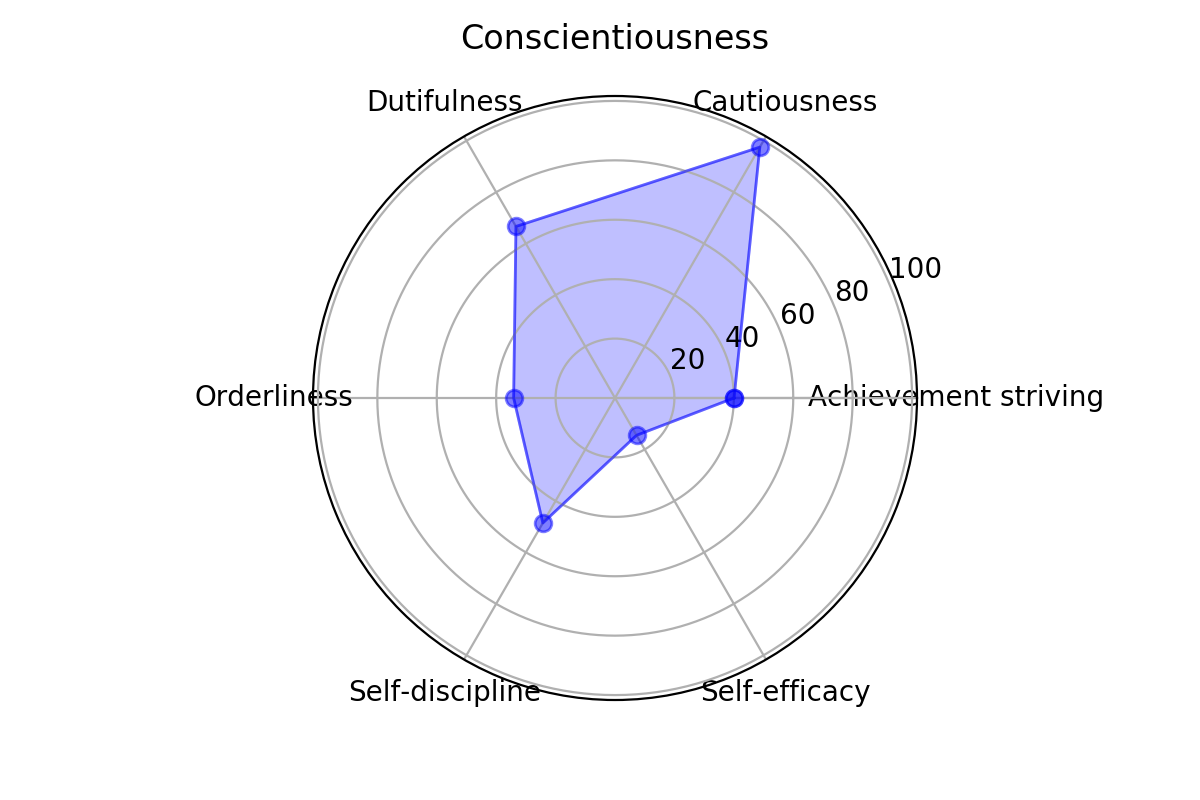 Conscientiousness
Dutifulness
Cautiousness
100
80
60
40
20
Orderliness
Achievement striving
Self-discipline
Self-efficacy